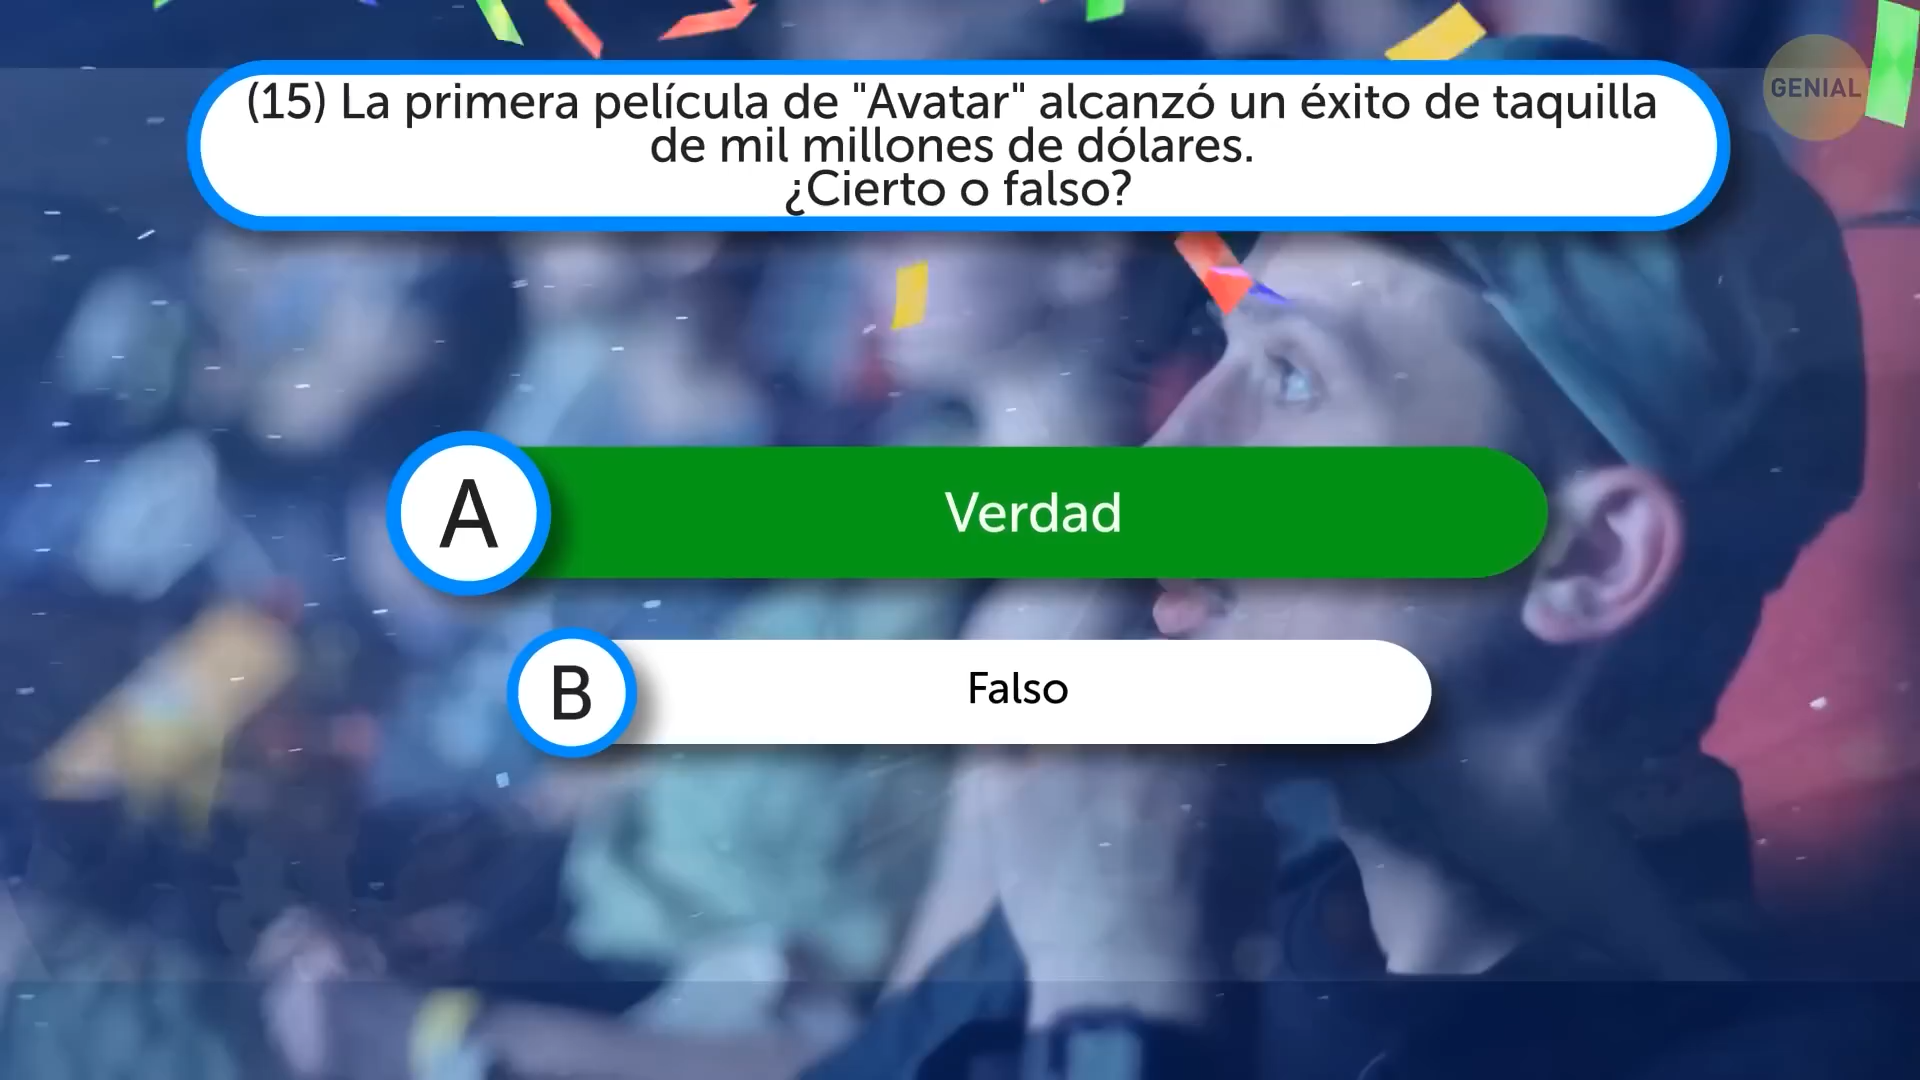 GENIAL
(15) La primera película de "Avatar" alcanzó un éxito de taquilla
de mil millones de dólares.
¿Cierto o falso?
A
Verdad
B
Falso